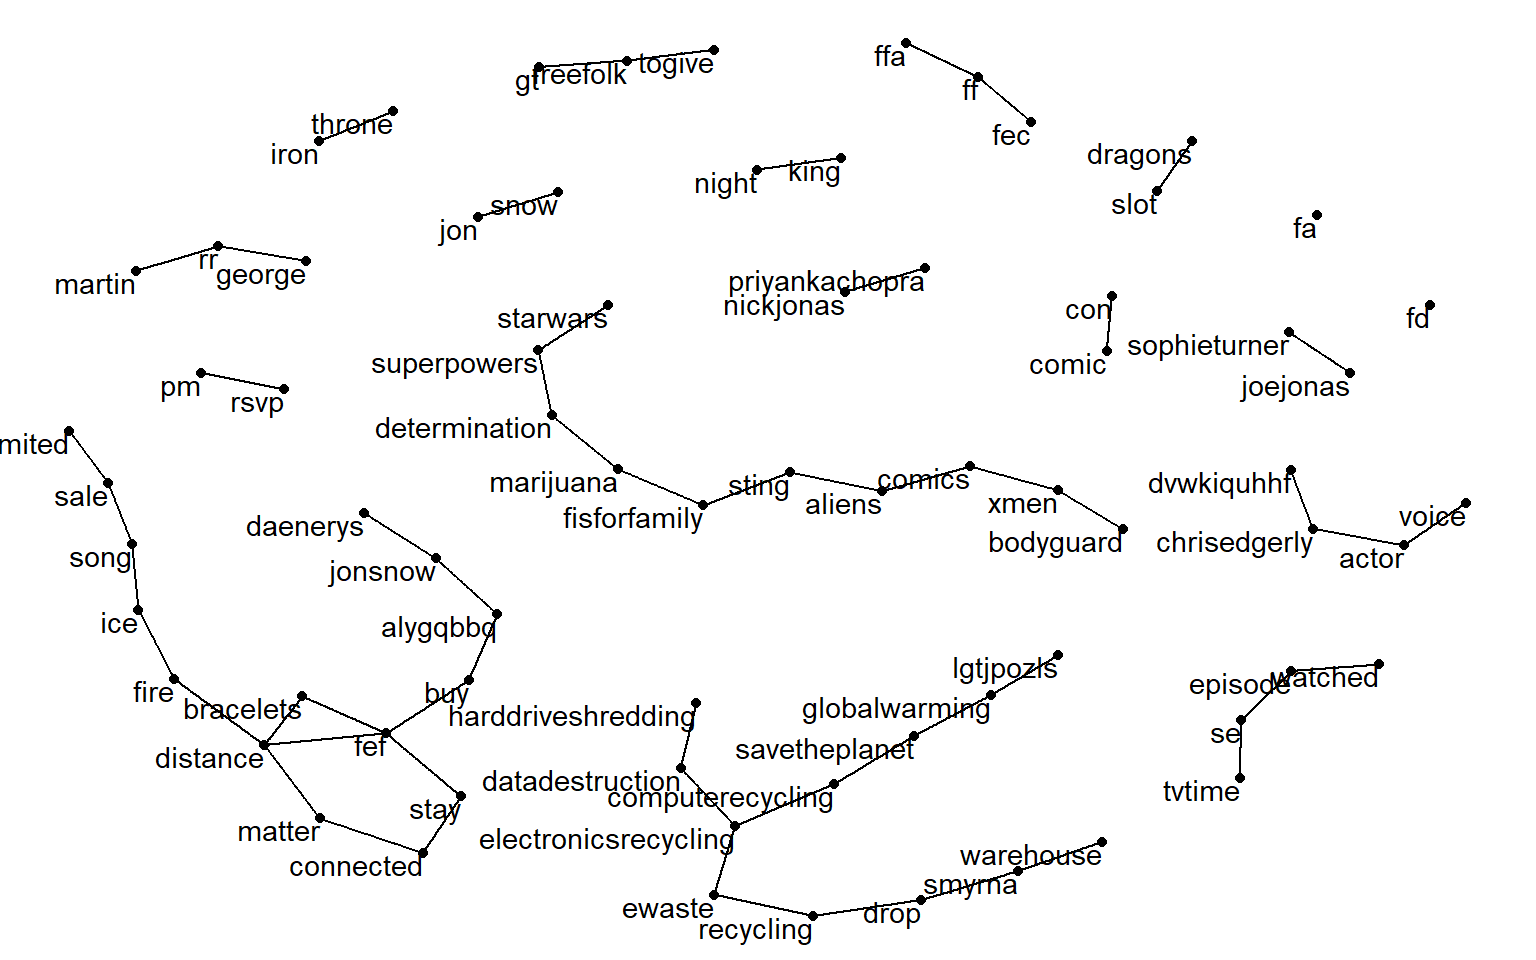 ffa
togive
freefolk
gt
ff
throne
fec
iron
dragons
king
night
slot
snow
jon
fa
rr
george
martin
priyankachopra
nickjonas
con
starwars
fd
sophieturner
superpowers
comic
pm
joejonas
rsvp
determination
mited
comics
marijuana
sting
dvwkiquhhf
sale
aliens
xmen
voice
fisforfamily
daenerys
bodyguard
chrisedgerly
song
actor
jonsnow
ice
alygqbbq
lgtjpozls
watched
episode
fire
buy
bracelets
globalwarming
harddriveshredding
se
fef
savetheplanet
distance
datadestruction
tvtime
computerecycling
stay
matter
electronicsrecycling
warehouse
connected
smyrna
ewaste
drop
recycling